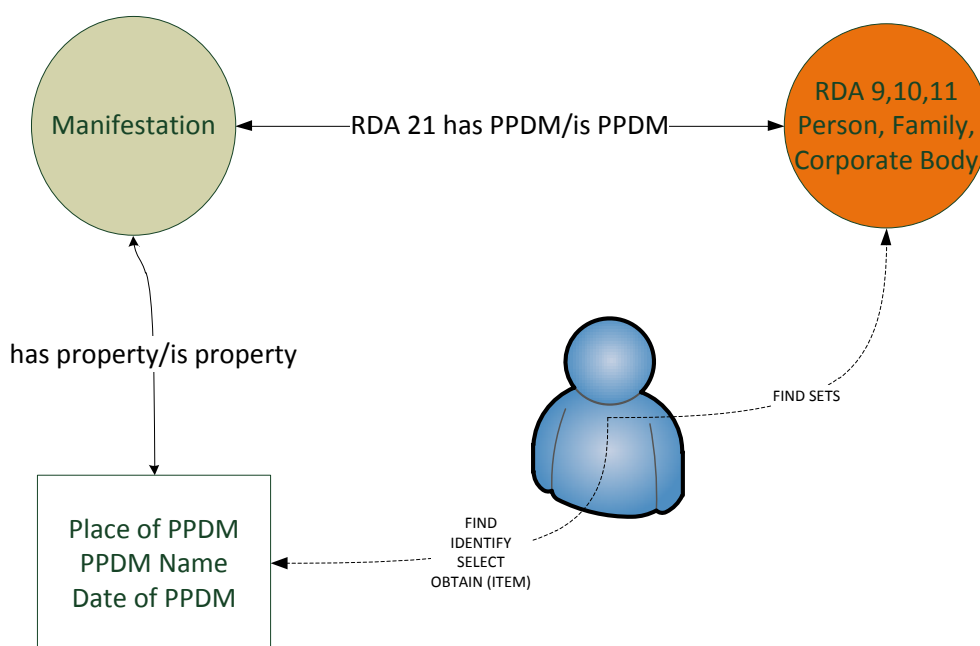 Manifestation
RDA 21 has PPDM/is PPDM
RDA 9,10,11
Person, Family,
Corporate Body
has property/is property
FIND SETS
Place of PPDM
PPDM Name
Date of PPDM
FIND
IDENTIFY
SELECT
OBTAIN (ITEM)